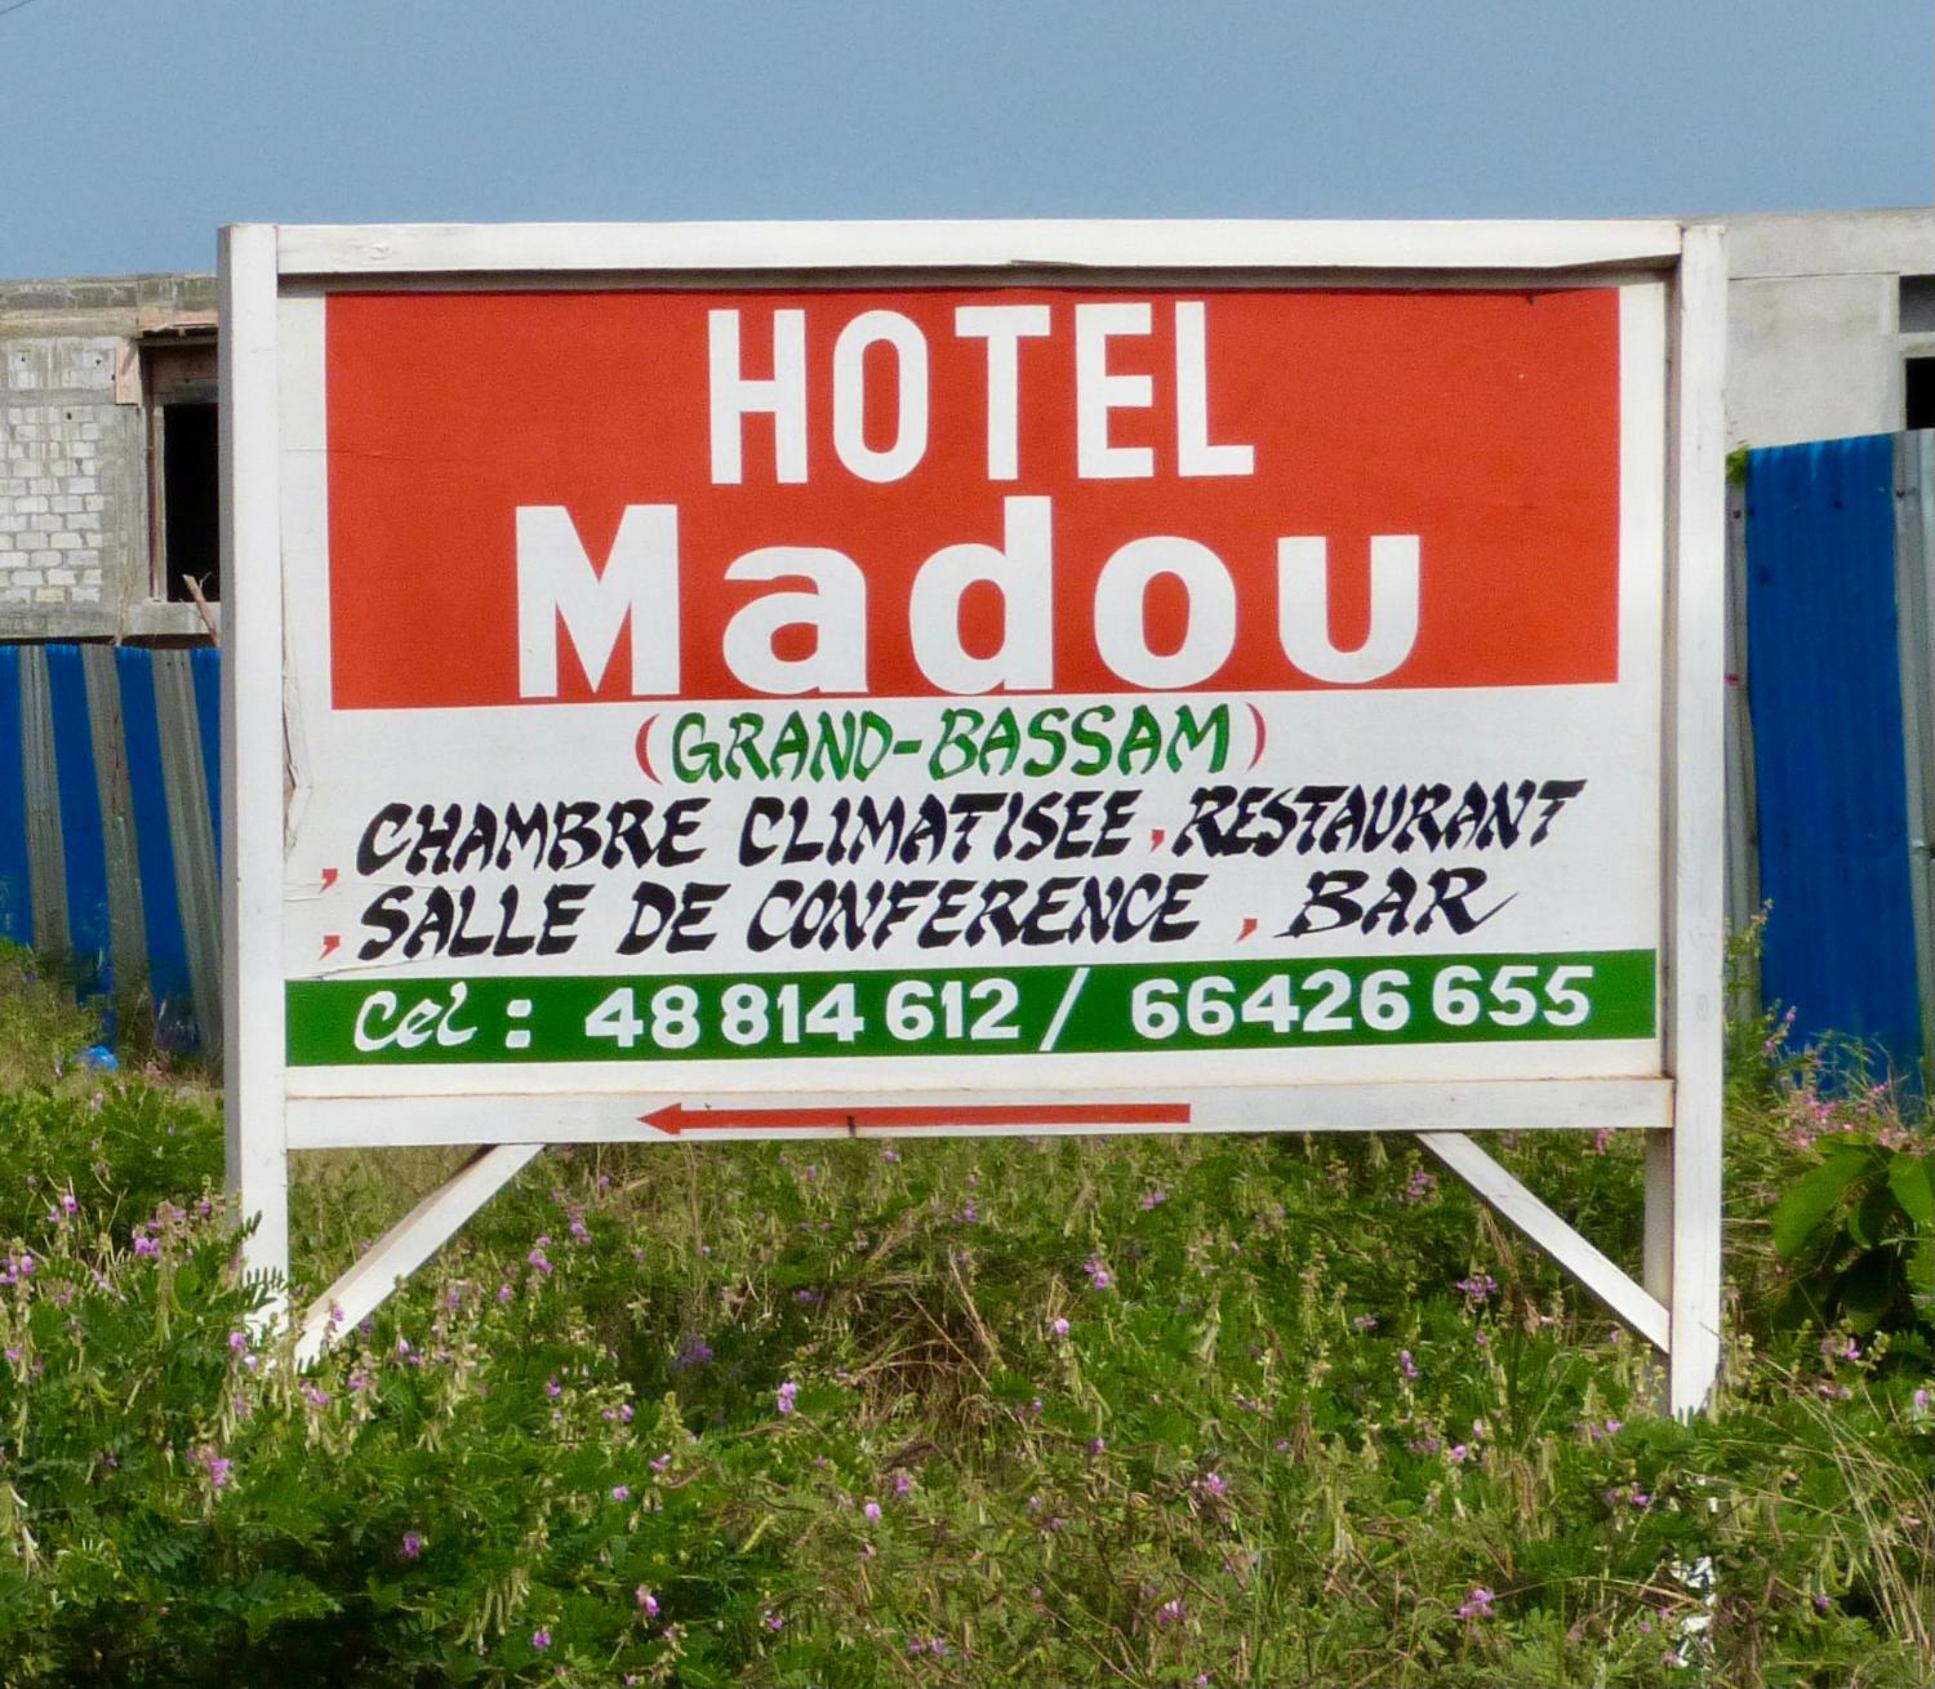 HOTEL
Madou
(GRAND-BASSAM)
, CHAMBRE CLIMATISEE , RESTAURANT
, SALLE DE CONFERENCE , BAR
Cel : 48 814 612 / 66426 655